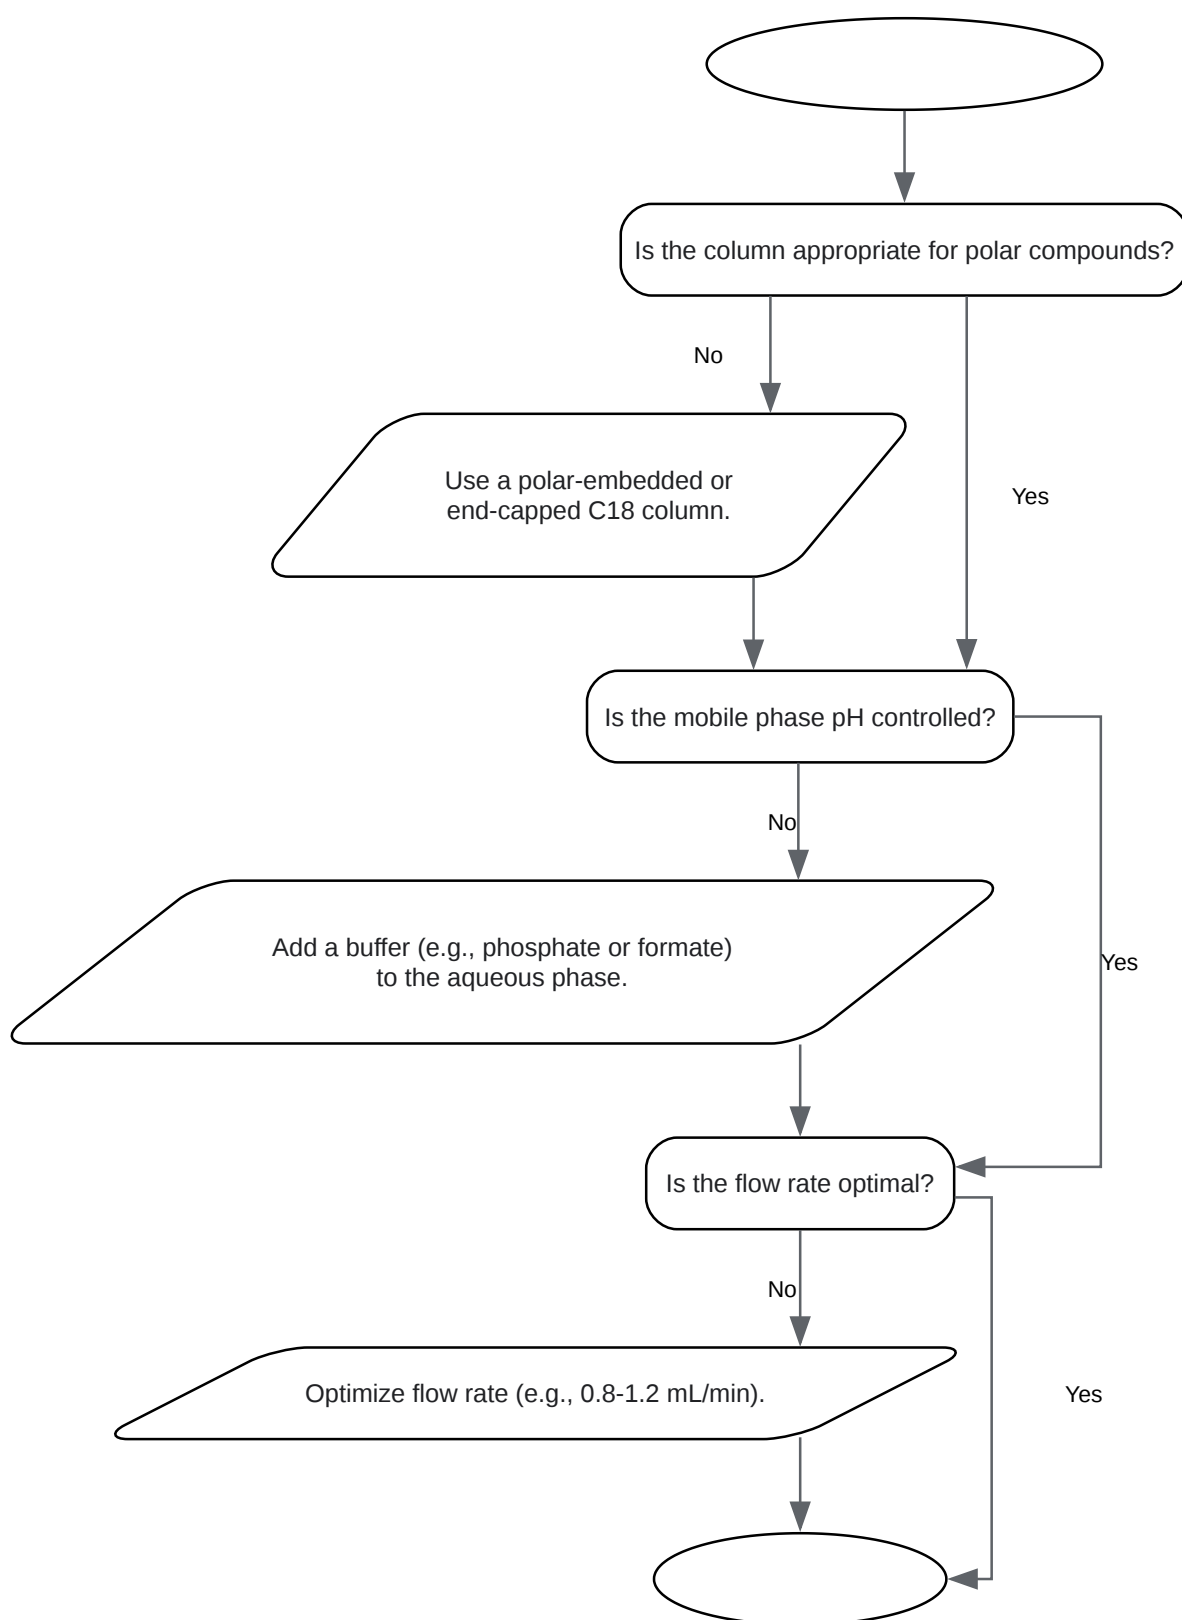 Is the column appropriate for polar compounds?
No
Use a polar-embedded or
end-capped C18 column.
Yes
Is the mobile phase pH controlled?
No
Add a buffer (e.g., phosphate or formate)
to the aqueous phase.
Yes
Is the flow rate optimal?
No
Optimize flow rate (e.g., 0.8-1.2 mL/min).
Yes